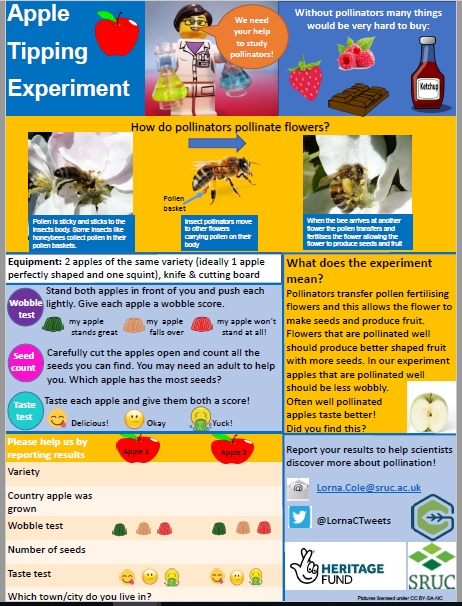 Apple
Tipping
Experiment
We need
your help
to study
pollinators!
Without pollinators many things
would be very hard to buy:
Ketchup
How do pollinators pollinate flowers?
Pollen
basket
Pollen is sticky and sticks to the
insects body. Some insects like
honeybees collect pollen in their
pollen baskets.
Insect pollinators move
to other flowers
carrying pollen on their
body
When the bee arrives at another
flower the pollen transfers and
fertilises the flower allowing the
flower to produce seeds and fruit
Equipment: 2 apples of the same variety (ideally 1 apple
perfectly shaped and one squint), knife & cutting board
Wobble
test
Stand both apples in front of you and push each
lightly. Give each apple a wobble score.
my apple
stands great
my apple
falls over
my apple won't
stand at all!
Seed
count
Carefully cut the apples open and count all the
seeds you can find. You may need an adult to help
you. Which apple has the most seeds?
Taste
test
Taste each apple and give them both a score!
Delicious!
Okay
Yuck!
What does the experiment
mean?
Pollinators transfer pollen fertilising
flowers and this allows the flower to
make seeds and produce fruit.
Flowers that are pollinated well
should produce better shaped fruit
with more seeds. In our experiment
apples that are pollinated well
should be less wobbly.
Often well pollinated
apples taste better!
Did you find this?
Please help us by
reporting results
Apple 1
Apple 2
Variety
Country apple was
grown
Wobble test
Number of seeds
Taste test
Which town/city do you live in?
Report your results to help scientists
discover more about pollination!
@
Lorna.Cole@sruc.ac.uk
@LornaCTweets
HERITAGE
FUND
SRUC
Pictures licensed under CC BY-SA-NC